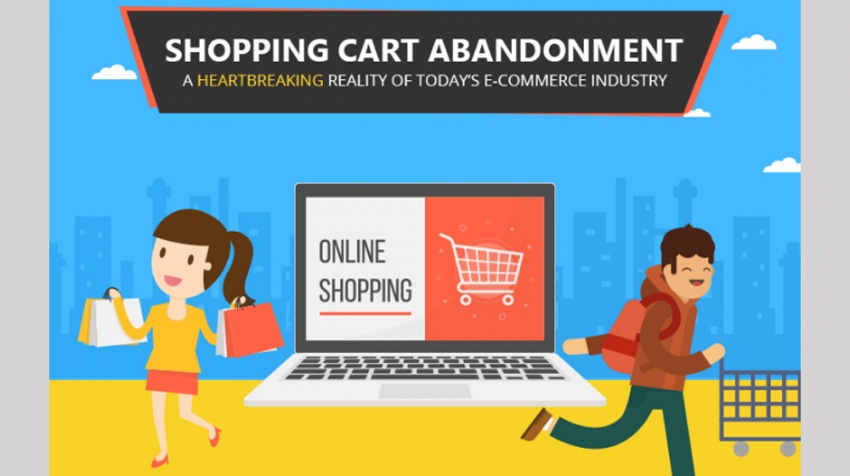 SHOPPING CART ABANDONMENT
A HEARTBREAKING REALITY OF TODAY'S E-COMMERCE INDUSTRY
ONLINE
SHOPPING